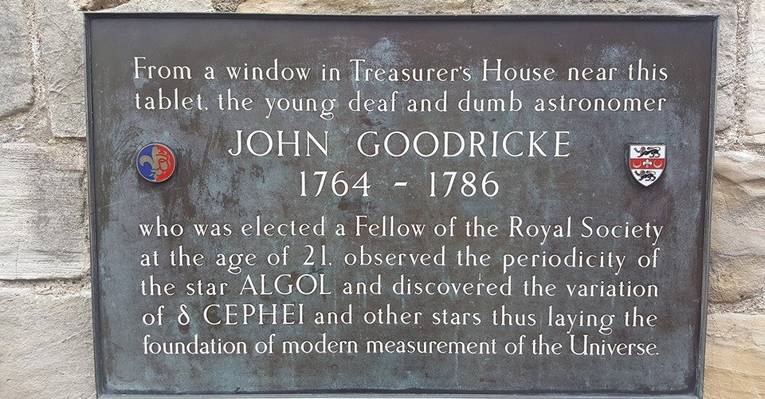 From a window in Treasurer's House near this
tablet, the young deaf and dumb astronomer
JOHN GOODRICKE
1764 - 1786
who was elected a Fellow of the Royal Society
at the age of 21, observed the periodicity of
the star ALGOL and discovered the variation
of δ CEPHEI and other stars thus laying the
foundation of modern measurement of the Universe.